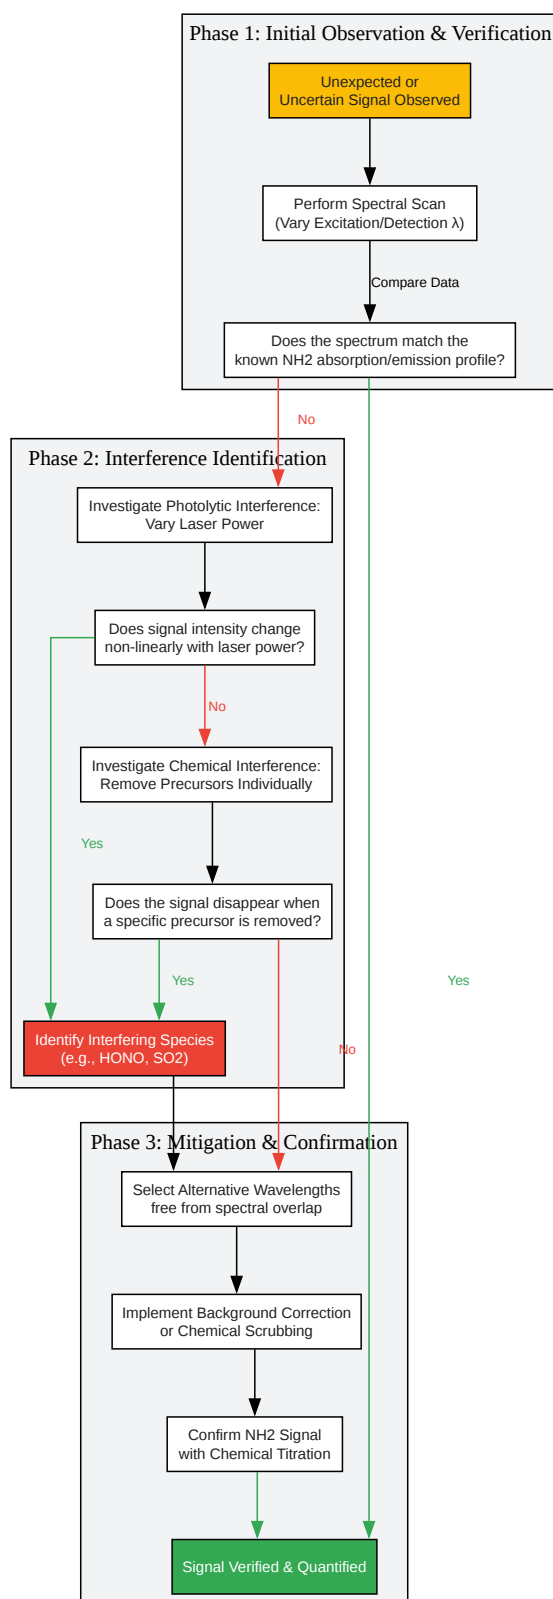 Phase 1: Initial Observation & Verification
Unexpected or
Uncertain Signal Observed
Perform Spectral Scan
(Vary Excitation/Detection λ)
Compare Data
Does the spectrum match the
known NH2 absorption/emission profile?
No
Phase 2: Interference Identification
Investigate Photolytic Interference:
Vary Laser Power
Does signal intensity change
non-linearly with laser power?
No
Investigate Chemical Interference:
Remove Precursors Individually
Yes
Does the signal disappear when
a specific precursor is removed?
Yes
Yes
Identify Interfering Species
(e.g., HONO, SO2)
No
Phase 3: Mitigation & Confirmation
Select Alternative Wavelengths
free from spectral overlap
Implement Background Correction
or Chemical Scrubbing
Confirm NH2 Signal
with Chemical Titration
Signal Verified & Quantified